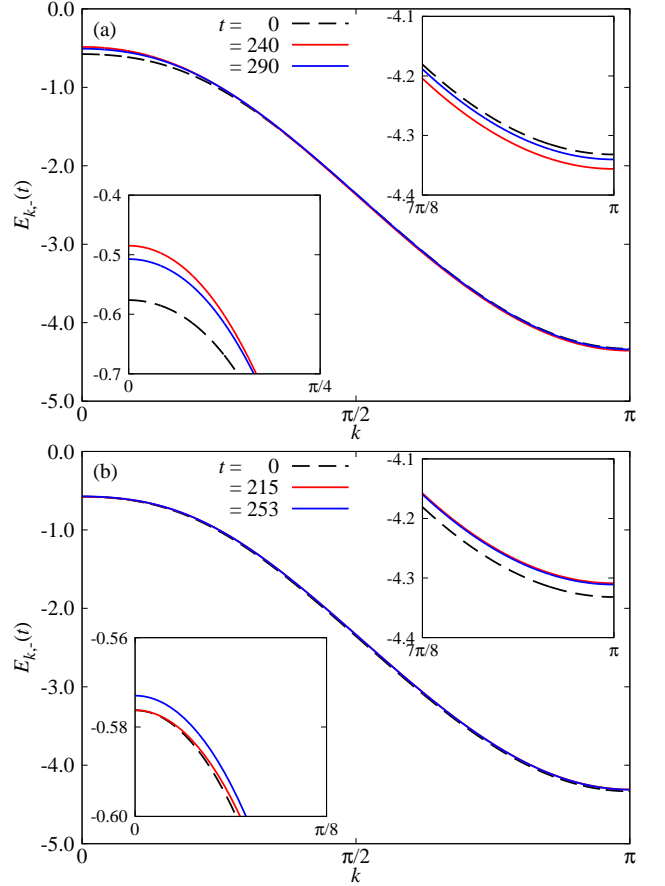 0.0
(a)
t = 0
= 240
= 290
-1.0
-2.0
-3.0
-4.0
-5.0
E_{k,-}(t)
-4.1
-4.2
-4.3
-4.4
7π/8
π
-0.4
-0.5
-0.6
-0.7
0
π/4
0
π/2
π
k
0.0
(b)
t = 0
= 215
= 253
-1.0
-2.0
-3.0
-4.0
-5.0
E_{k,-}(t)
-4.1
-4.2
-4.3
-4.4
7π/8
π
-0.56
-0.58
-0.60
0
π/8
0
π/2
π
k